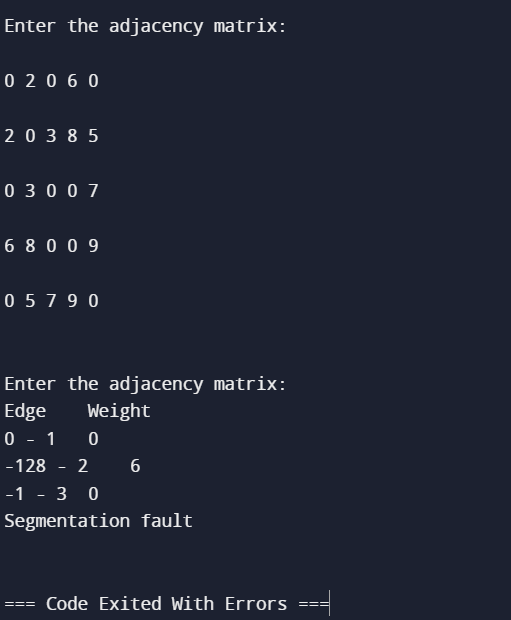 Enter the adjacency matrix:
0 2 0 6 0
2 0 3 8 5
0 3 0 0 7
6 8 0 0 9
0 5 7 9 0
Enter the adjacency matrix:
Edge    Weight
0 - 1   0
-128 - 2    6
-1 - 3  0
Segmentation fault
=== Code Exited With Errors ===